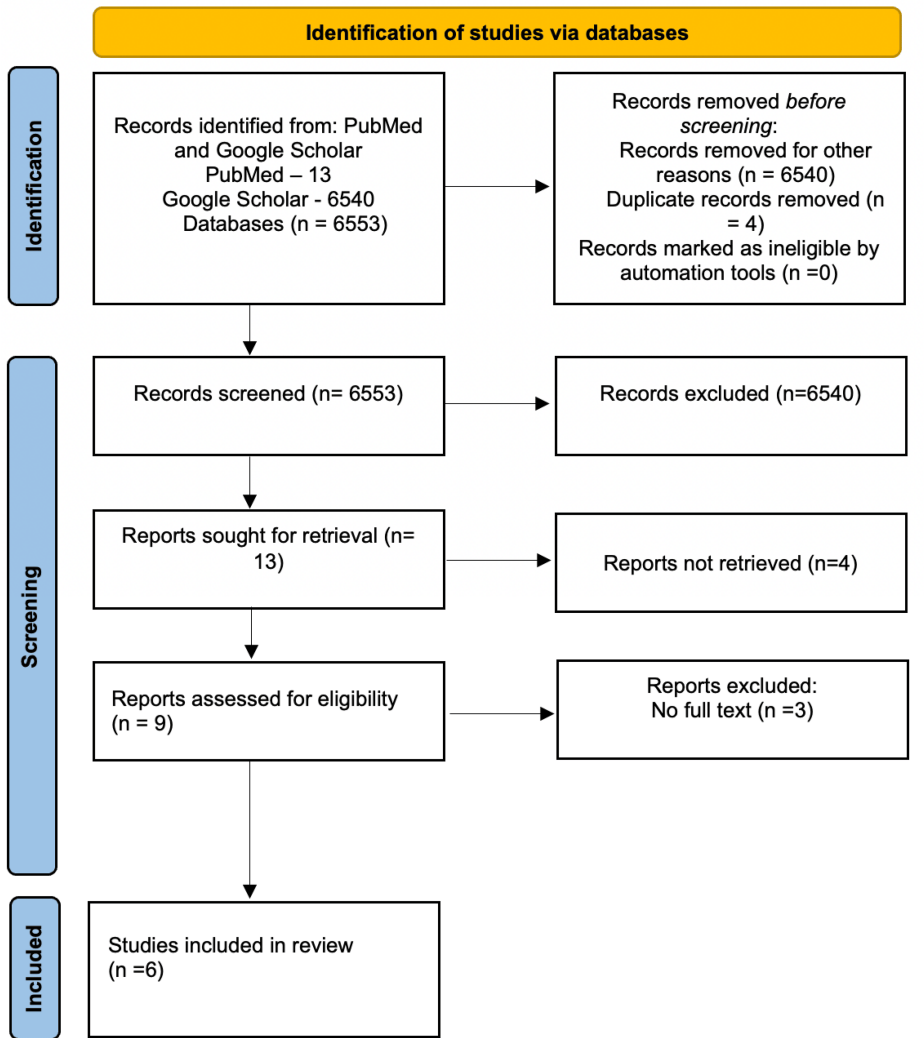 Identification of studies via databases
Identification
Records identified from: PubMed
and Google Scholar
PubMed – 13
Google Scholar - 6540
Databases (n = 6553)
Records removed before
screening:
Records removed for other
reasons (n = 6540)
Duplicate records removed (n
= 4)
Records marked as ineligible by
automation tools (n =0)
Screening
Records screened (n= 6553)
Records excluded (n=6540)
Reports sought for retrieval (n=
13)
Reports not retrieved (n=4)
Reports assessed for eligibility
(n = 9)
Reports excluded:
No full text (n =3)
Included
Studies included in review
(n =6)